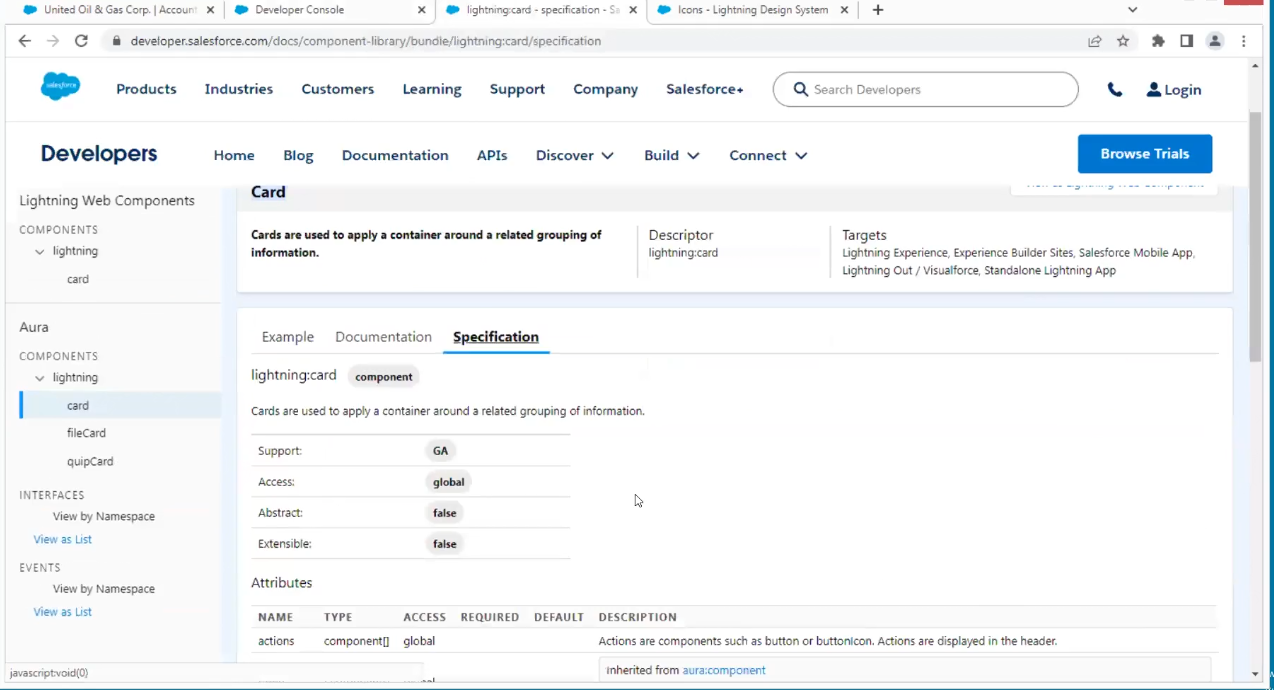 United Oil & Gas Corp. | Account
Developer Console
lightning:card - specification - Sa
Icons - Lightning Design System
developer.salesforce.com/docs/component-library/bundle/lightning:card/specification
salesforce
Products
Industries
Customers
Learning
Support
Company
Salesforce+
Search Developers
Login
Developers
Home
Blog
Documentation
APIs
Discover
Build
Connect
Browse Trials
Lightning Web Components
COMPONENTS
lightning
card
Aura
COMPONENTS
lightning
card
fileCard
quipCard
INTERFACES
View by Namespace
View as List
EVENTS
View by Namespace
View as List
javascript:void(0)
Card
View as Lightning Web Component
Cards are used to apply a container around a related grouping of
information.
Descriptor
lightning:card
Targets
Lightning Experience, Experience Builder Sites, Salesforce Mobile App,
Lightning Out / Visualforce, Standalone Lightning App
Example Documentation Specification
lightning:card component
Cards are used to apply a container around a related grouping of information.
Support: GA
Access: global
Abstract: false
Extensible: false
Attributes
NAME TYPE ACCESS REQUIRED DEFAULT DESCRIPTION
actions component[] global Actions are components such as button or buttonIcon. Actions are displayed in the header.
Inherited from aura:component